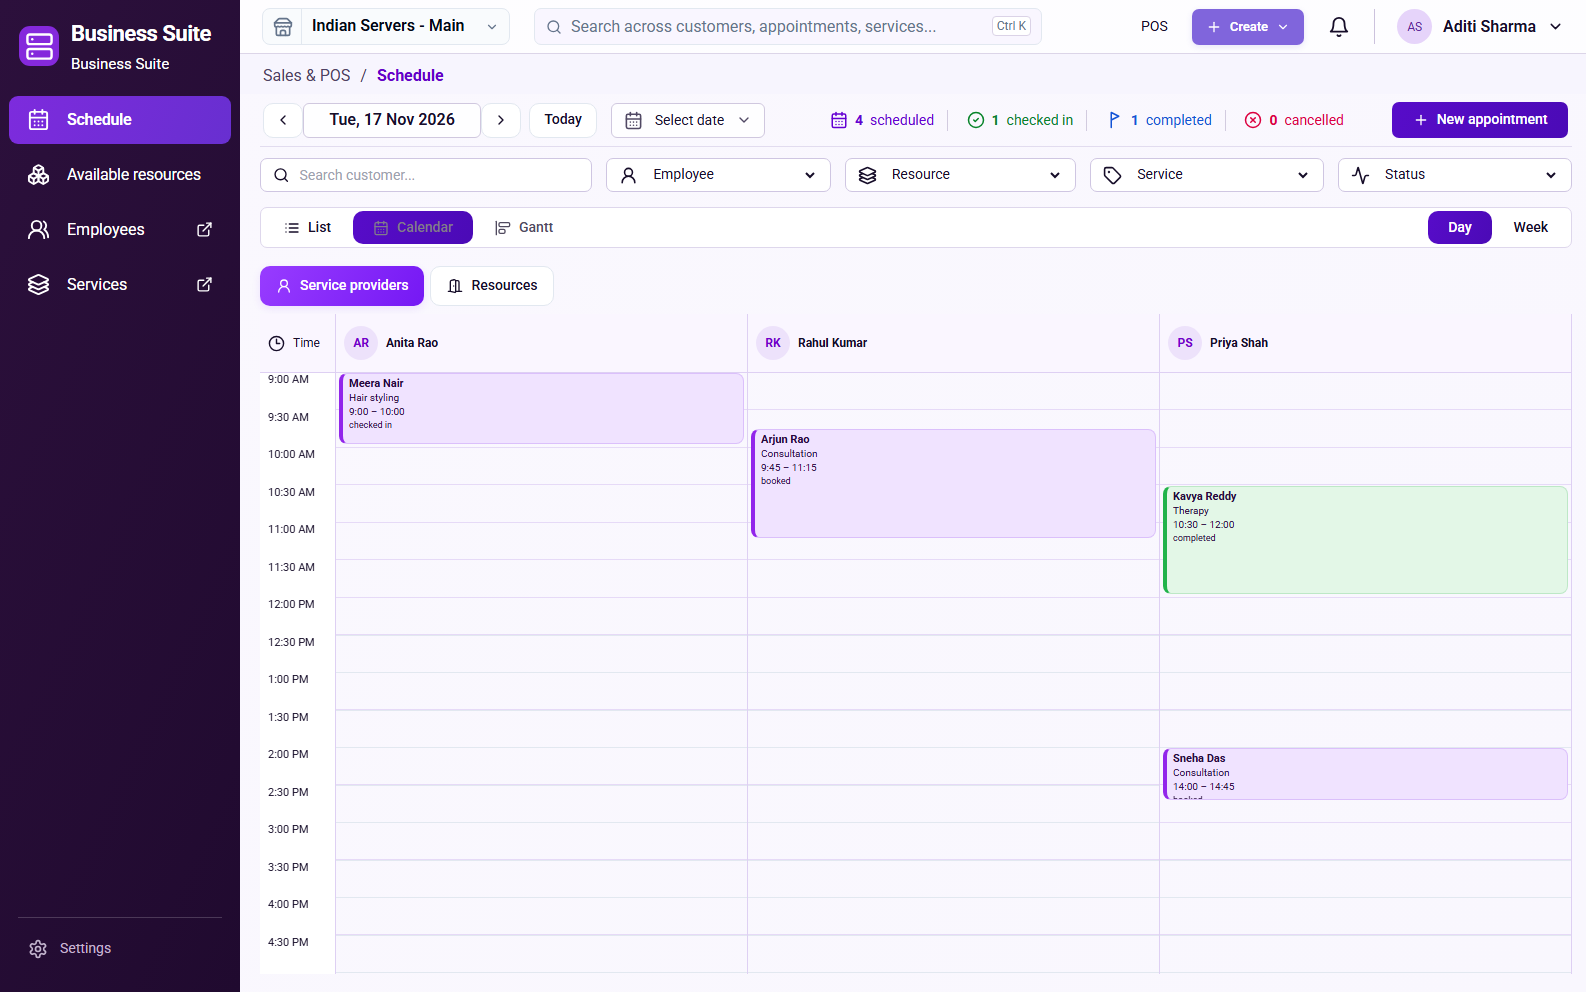 Business Suite
Business Suite
Schedule
Available resources
Employees
Services
Settings
Indian Servers - Main
Search across customers, appointments, services...
Ctrl K
POS
Create
AS
Aditi Sharma
Sales & POS / Schedule
Tue, 17 Nov 2026
Today
Select date
4 scheduled
1 checked in
1 completed
0 cancelled
New appointment
Search customer...
Employee
Resource
Service
Status
List
Calendar
Gantt
Day
Week
Service providers
Resources
Time
AR Anita Rao
RK Rahul Kumar
PS Priya Shah
9:00 AM
9:30 AM
10:00 AM
10:30 AM
11:00 AM
11:30 AM
12:00 PM
12:30 PM
1:00 PM
1:30 PM
2:00 PM
2:30 PM
3:00 PM
3:30 PM
4:00 PM
4:30 PM
Meera Nair
Hair styling
9:00 – 10:00
checked in
Arjun Rao
Consultation
9:45 – 11:15
booked
Kavya Reddy
Therapy
10:30 – 12:00
completed
Sneha Das
Consultation
14:00 – 14:45